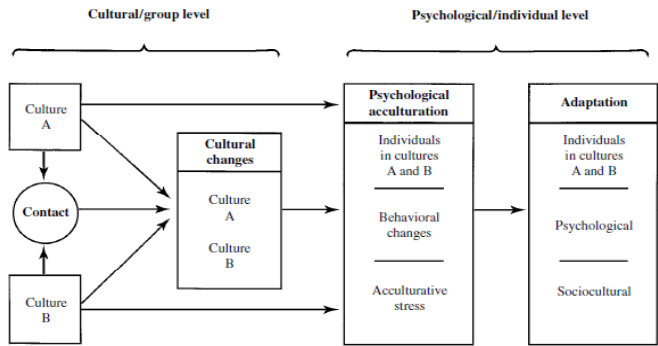 Cultural/group level
Psychological/individual level
Culture
A
Contact
Culture
B
Cultural
changes
Culture
A
Culture
B
Psychological
acculturation
Individuals
in cultures
A and B
Behavioral
changes
Acculturative
stress
Adaptation
Individuals
in cultures
A and B
Psychological
Sociocultural